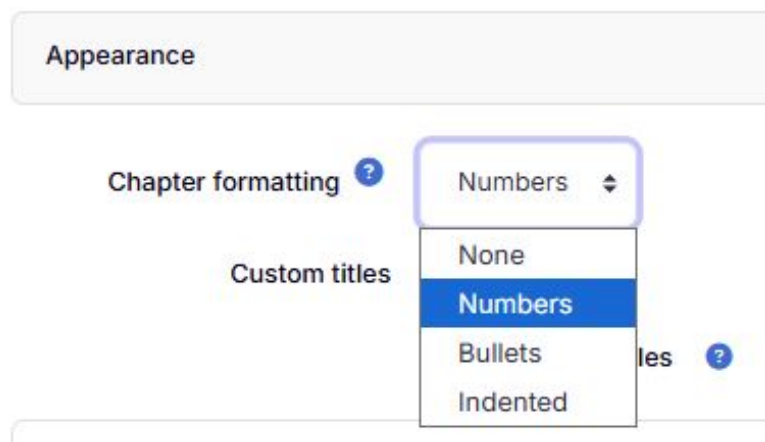 Appearance
Chapter formatting ? Numbers
None
Custom titles
Numbers
Bullets
les ?
Indented